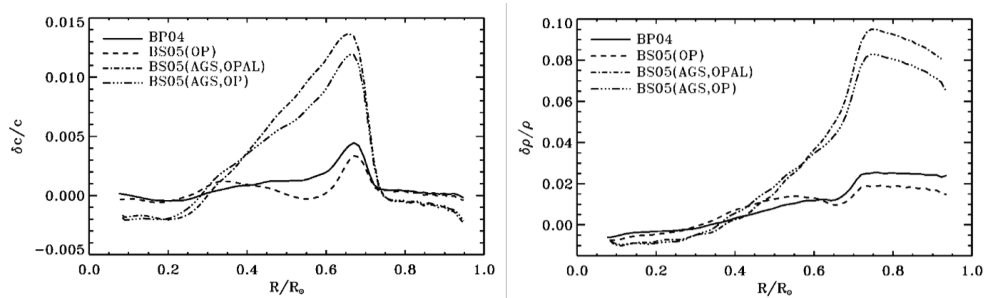 0.015
0.010
0.005
0.000
−0.005
δc/c
BP04
BS05(OP)
BS05(AGS,OPAL)
BS05(AGS,OP)
0.0 0.2 0.4 0.6 0.8 1.0
R/R⊙
0.10
0.08
0.06
0.04
0.02
0.00
δρ/ρ
BP04
BS05(OP)
BS05(AGS,OPAL)
BS05(AGS,OP)
0.0 0.2 0.4 0.6 0.8 1.0
R/R⊙